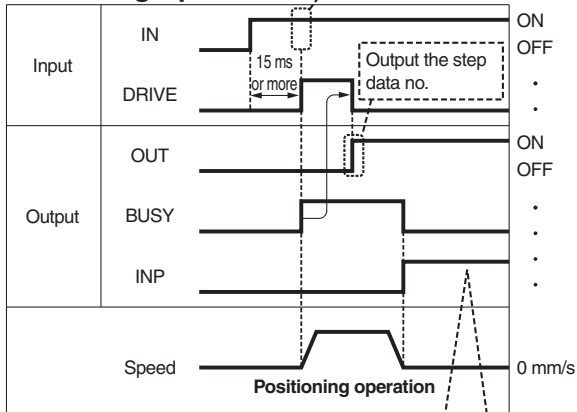 IN
ON
OFF
Input
15 ms
or more
Output the step
data no.
DRIVE
OUT
ON
OFF
Output
BUSY
INP
Speed
0 mm/s
Positioning operation